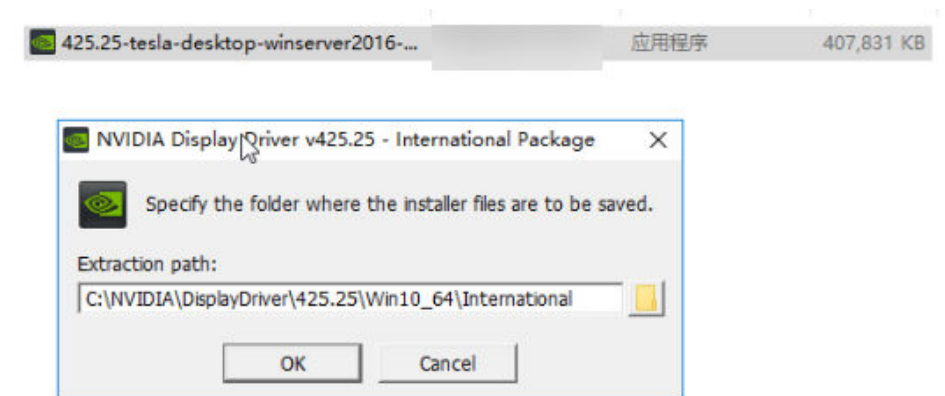 425.25-tesla-desktop-winserver2016-... 应用程序 407,831 KB
NVIDIA Display Driver v425.25 - International Package
Specify the folder where the installer files are to be saved.
Extraction path:
C:\NVIDIA\DisplayDriver\425.25\Win10_64\International
OK Cancel